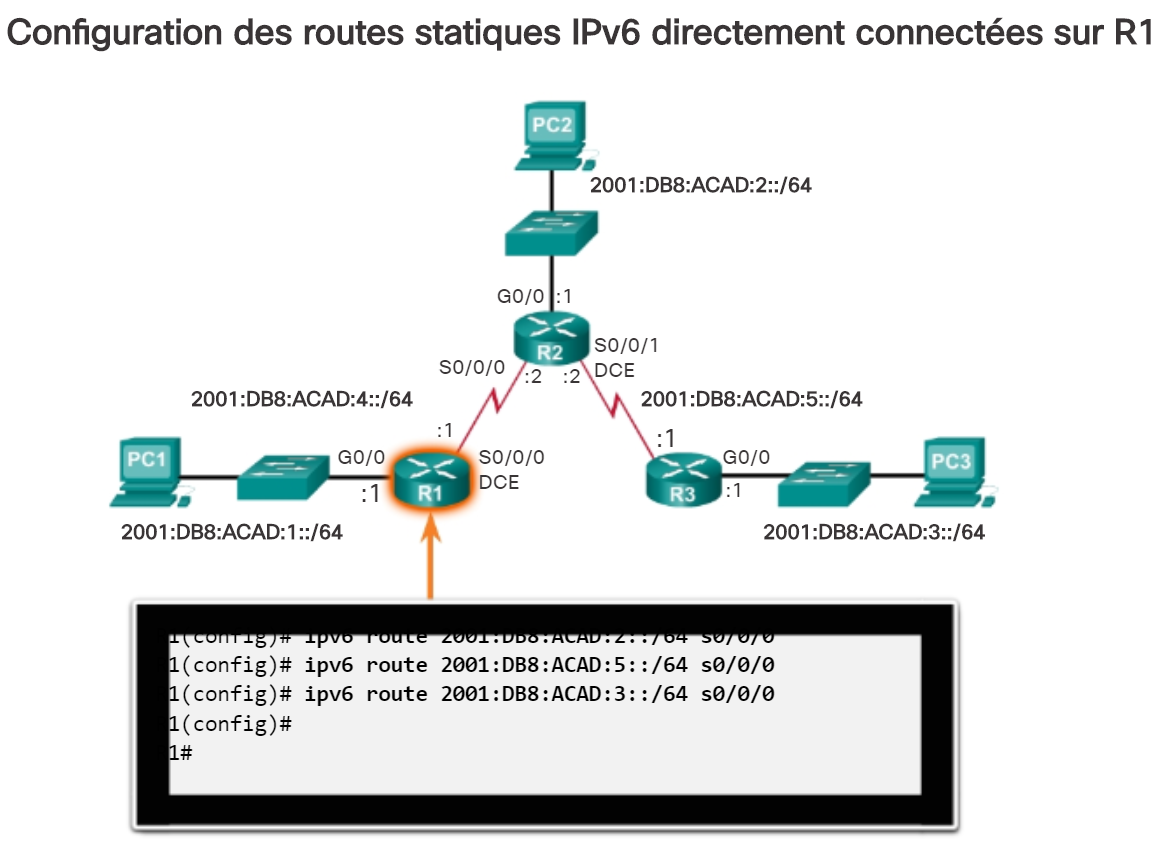 Configuration des routes statiques IPv6 directement connectées sur R1
PC2
2001:DB8:ACAD:2::/64
G0/0 :1
R2
S0/0/1
DCE
S0/0/0
:2 :2
2001:DB8:ACAD:4::/64
2001:DB8:ACAD:5::/64
:1
:1
PC1
G0/0
:1
R1
S0/0/0
DCE
R3
G0/0
:1
PC3
2001:DB8:ACAD:1::/64
2001:DB8:ACAD:3::/64
1(config)# ipv6 route 2001:DB8:ACAD:2::/64 s0/0/0
1(config)# ipv6 route 2001:DB8:ACAD:5::/64 s0/0/0
1(config)# ipv6 route 2001:DB8:ACAD:3::/64 s0/0/0
1(config)#
1#